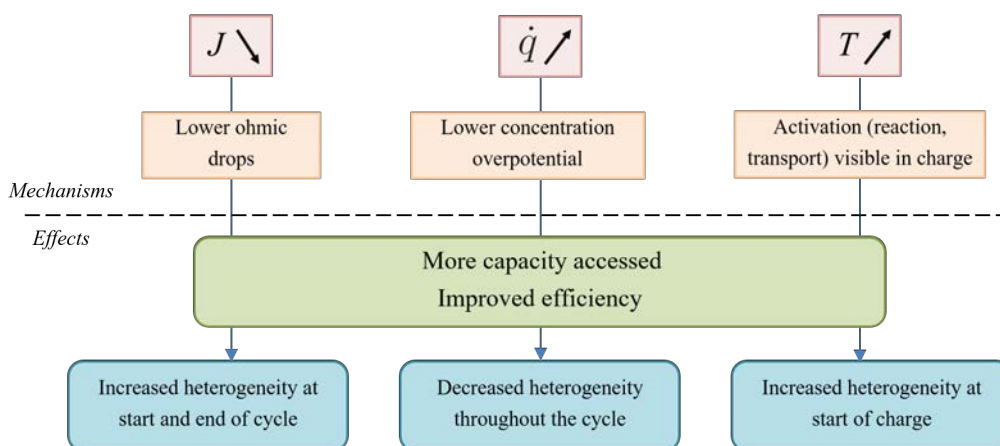 J ↘
q̇ ↗
T ↗
Lower ohmic
drops
Lower concentration
overpotential
Activation (reaction,
transport) visible in charge
Mechanisms
Effects
More capacity accessed
Improved efficiency
Increased heterogeneity at
start and end of cycle
Decreased heterogeneity
throughout the cycle
Increased heterogeneity at
start of charge